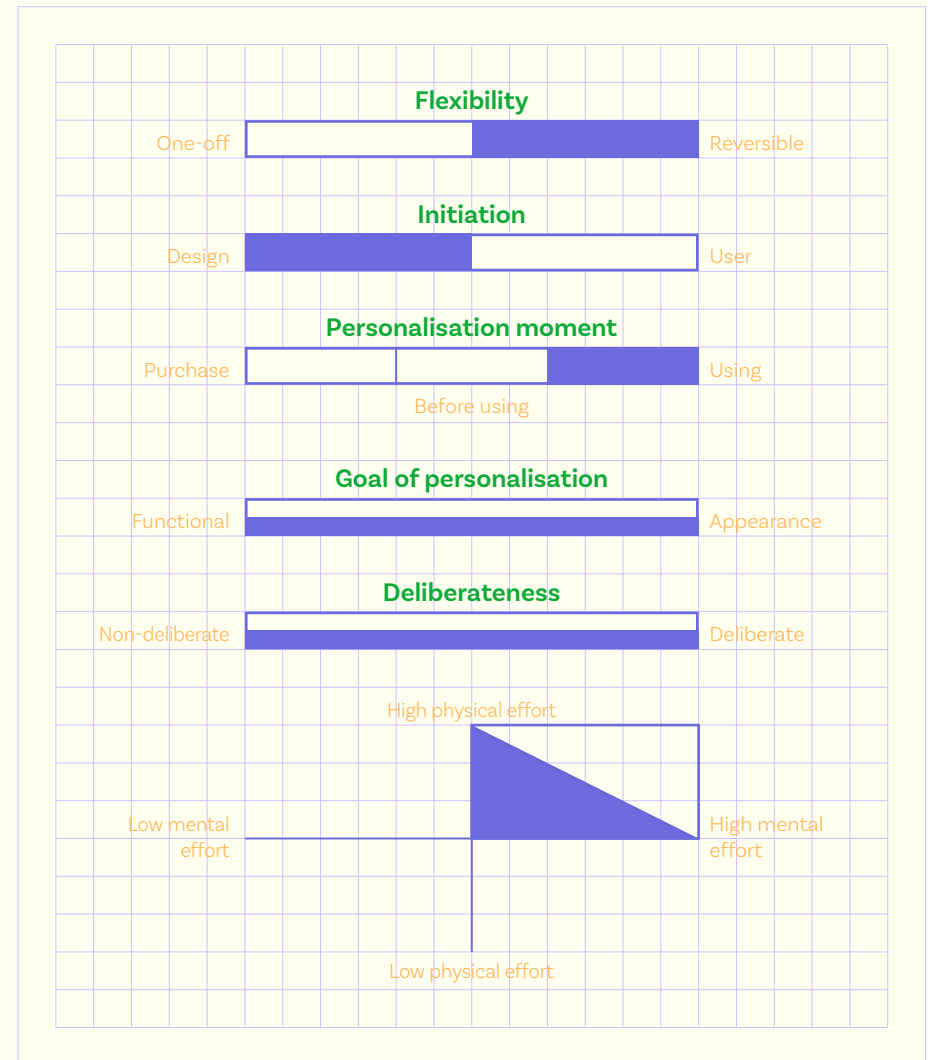 Flexibility
One-off
Reversible
Initiation
Design
User
Personalisation moment
Purchase
Using
Before using
Goal of personalisation
Functional
Appearance
Deliberateness
Non-deliberate
Deliberate
High physical effort
Low mental
effort
High mental
effort
Low physical effort